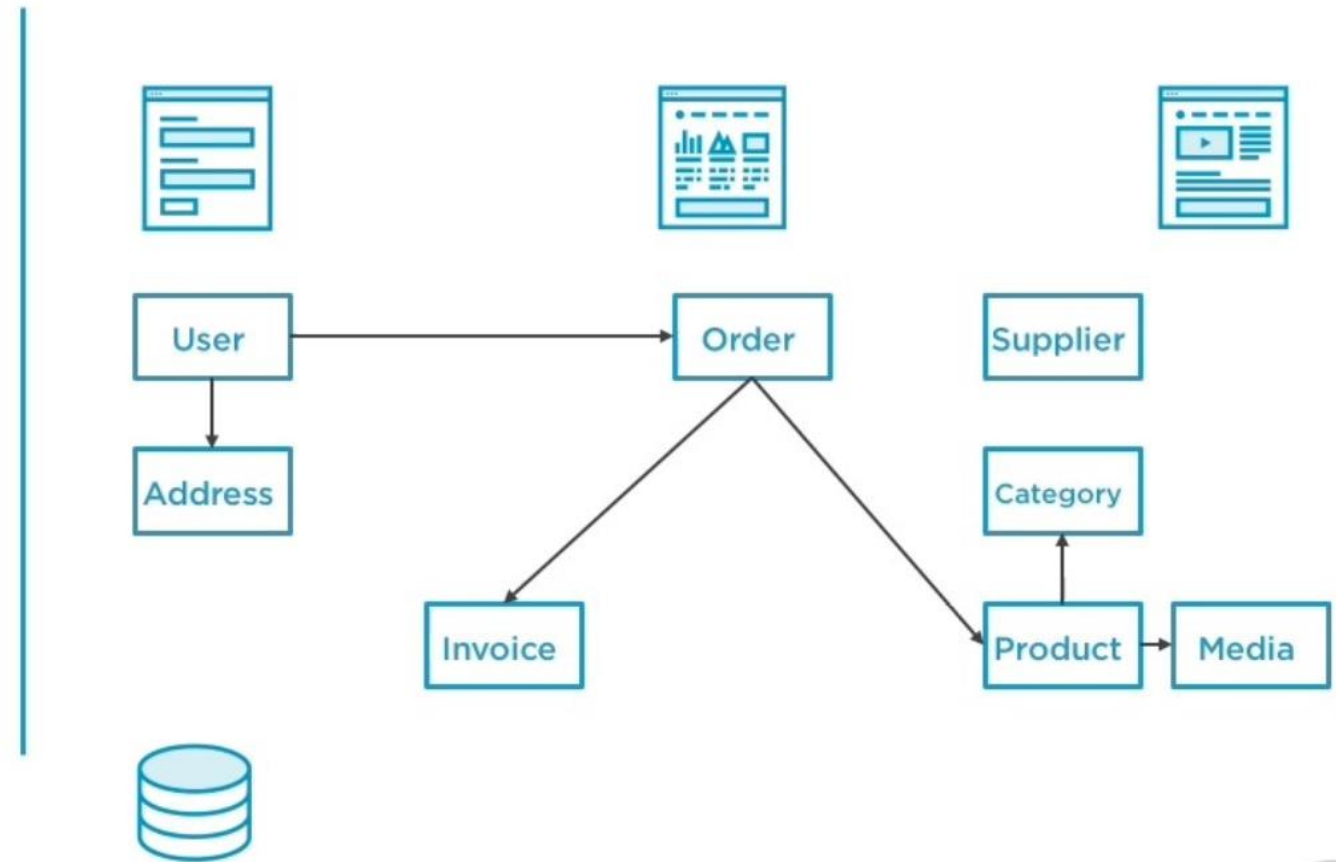 User
Order
Supplier
Address
Category
Invoice
Product
Media